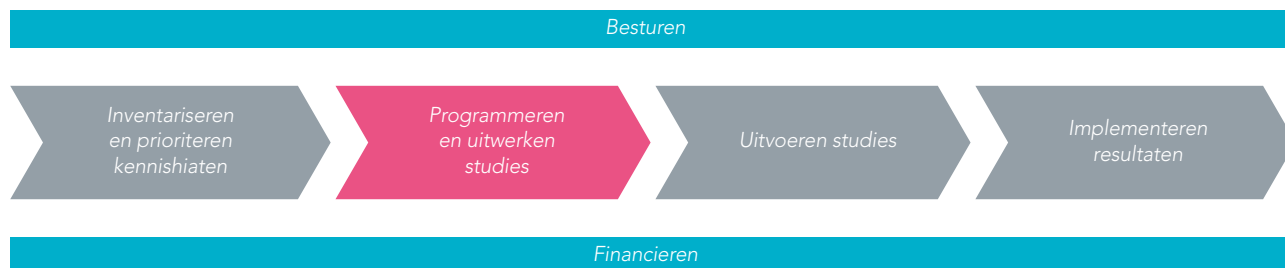 Besturen
Inventariseren
en prioriteren
kennishiaten
Programmeren
en uitwerken
studies
Uitvoeren studies
Implementeren
resultaten
Financieren